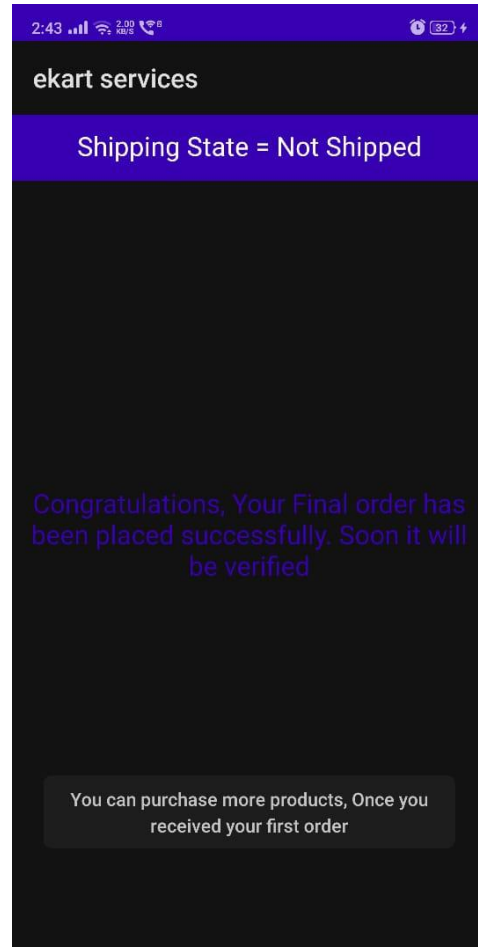 2:43 2.00 KB/S 32
ekart services
Shipping State = Not Shipped
Congratulations, Your Final order has
been placed successfully. Soon it will
be verified
You can purchase more products, Once you
received your first order